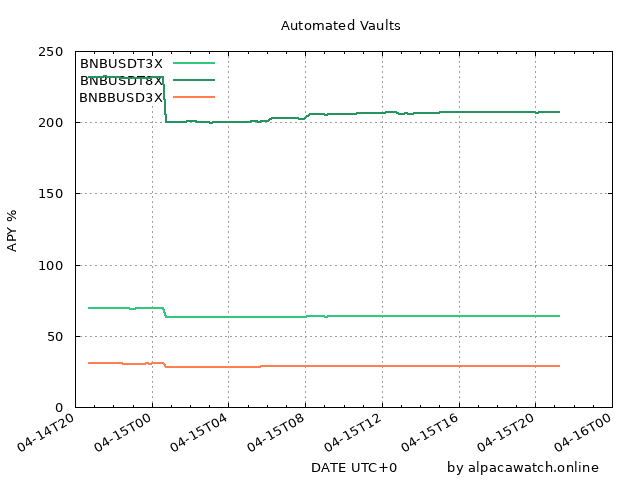 Automated Vaults
BNBUSDT3X
BNBUSDT8X
BNBBUSD3X
APY %
250
200
150
100
50
0
04-14T20
04-15T00
04-15T04
04-15T08
04-15T12
04-15T16
04-15T20
04-16T00
DATE UTC+0
by alpacawatch.online